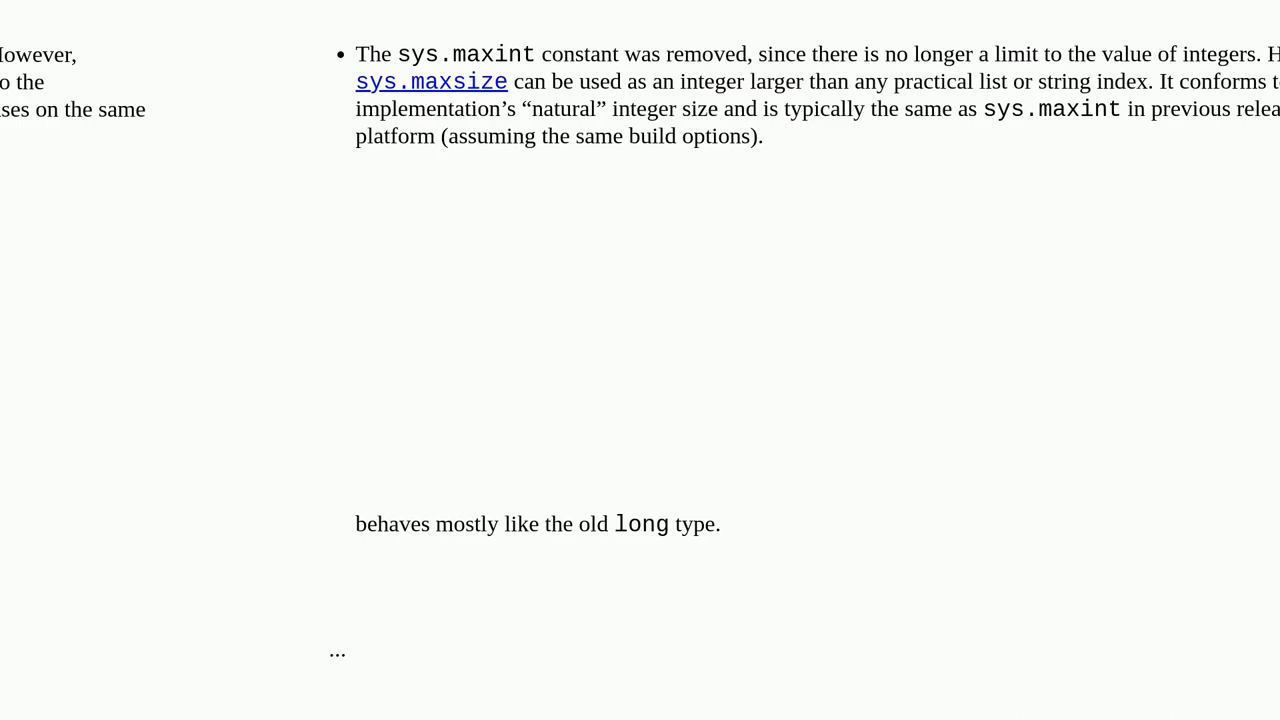 owever,
o the
ses on the same
• The sys.maxint constant was removed, since there is no longer a limit to the value of integers. H
sys.maxsize can be used as an integer larger than any practical list or string index. It conforms t
implementation’s “natural” integer size and is typically the same as sys.maxint in previous relea
platform (assuming the same build options).
behaves mostly like the old long type.
...